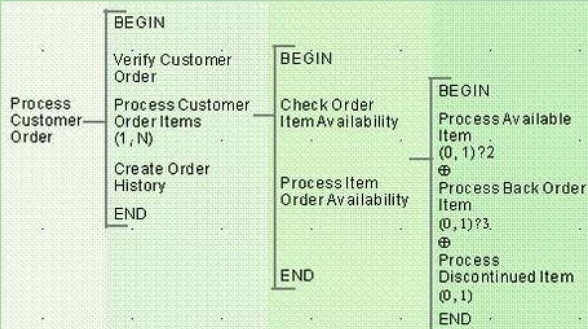 Process
Customer
Order
BEGIN
Verify Customer
Order
Process Customer
Order Items
(1, N)
Create Order
History
END
BEGIN
Check Order
Item Availability
Process Item
Order Availability
END
BEGIN
Process Available
Item
(0, 1)?2
⊕
Process Back Order
Item
(0,1)?3.
⊕
Process
Discontinued Item
(0,1)
END